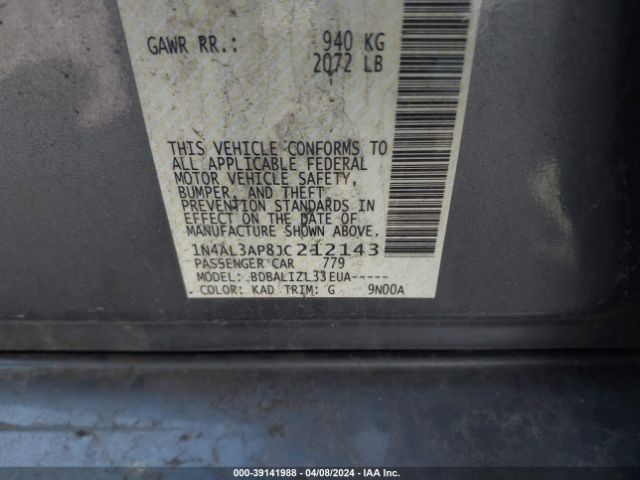 GAWR RR.: 940 KG
2072 LB
THIS VEHICLE CONFORMS TO
ALL APPLICABLE FEDERAL
MOTOR VEHICLE SAFETY,
BUMPER, AND THEFT
PREVENTION STANDARDS IN
EFFECT ON THE DATE OF
MANUFACTURE SHOWN ABOVE.
1N4AL3AP8JC212143
PASSENGER CAR 779
MODEL: BDBALIZL33EUA-----
COLOR: KAD TRIM: G 9N00A
000-39141988 | 04/08/2024 | IAA Inc.